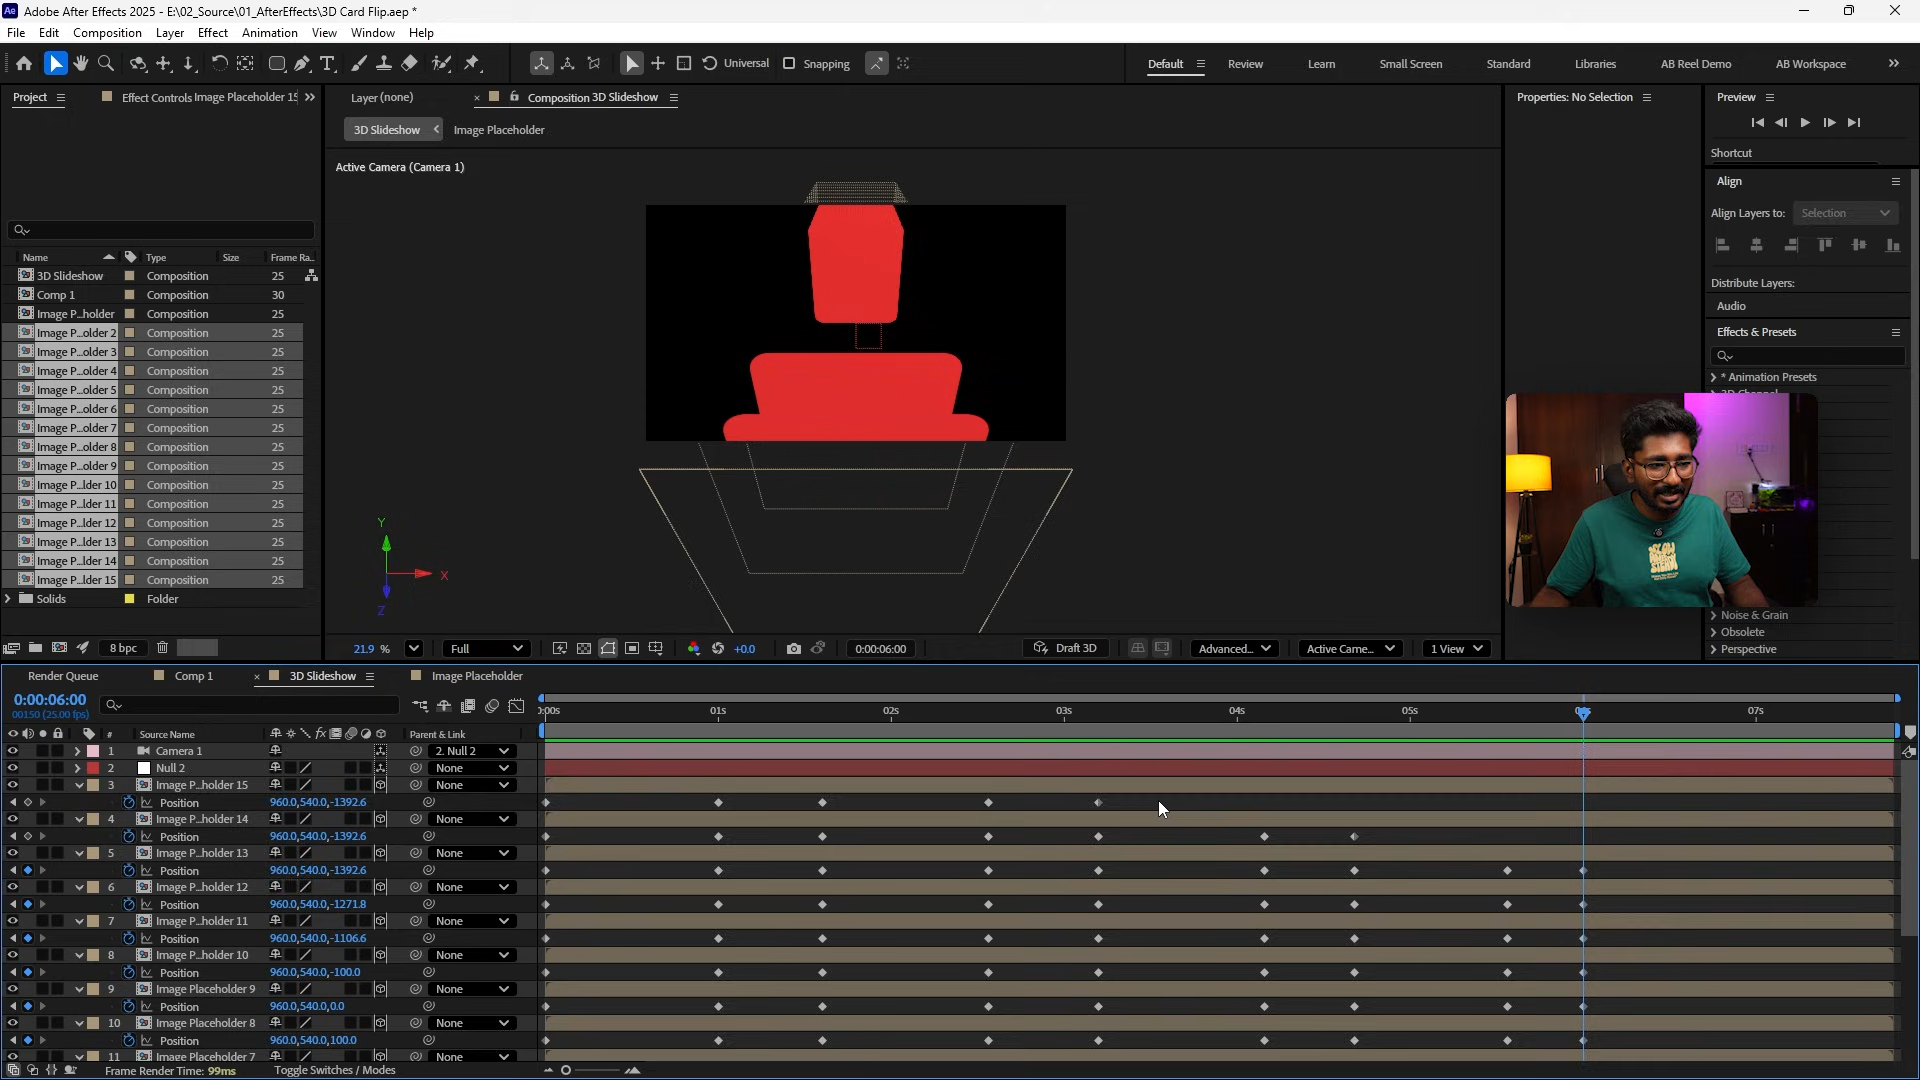 Ae Adobe After Effects 2025 - E:\02_Source\01_AfterEffects\3D Card Flip.aep *
File Edit Composition Layer Effect Animation View Window Help
Universal Snapping Default Review Learn Small Screen Standard Libraries AB Reel Demo AB Workspace
Project Effect Controls Image Placeholder 15
Layer (none) Composition 3D Slideshow
Properties: No Selection
Preview
3D Slideshow Image Placeholder
Shortcut
Active Camera (Camera 1)
Align
Align Layers to: Selection
Distribute Layers:
Audio
Effects & Presets
* Animation Presets
Noise & Grain
Obsolete
Perspective
Name Type Size Frame Ra...
3D Slideshow Composition 25
Comp 1 Composition 30
Image P...holder Composition 25
Image P...older 2 Composition 25
Image P...older 3 Composition 25
Image P...older 4 Composition 25
Image P...older 5 Composition 25
Image P...older 6 Composition 25
Image P...older 7 Composition 25
Image P...older 8 Composition 25
Image P...older 9 Composition 25
Image P...lder 10 Composition 25
Image P...lder 11 Composition 25
Image P...lder 12 Composition 25
Image P...lder 13 Composition 25
Image P...lder 14 Composition 25
Image P...lder 15 Composition 25
Solids Folder
Y
X
Z
8 bpc
21.9 % Full +0.0 0:00:06:00 Draft 3D Advanced... Active Came... 1 View
Render Queue Comp 1 3D Slideshow Image Placeholder
0:00:06:00
00150 (25.00 fps)
0:00s 01s 02s 03s 04s 05s 07s
# Source Name fx Parent & Link
1 Camera 1 2. Null 2
2 Null 2 None
3 Image P...holder 15 None
Position 960.0,540.0,-1392.6
4 Image P...holder 14 None
Position 960.0,540.0,-1392.6
5 Image P...holder 13 None
Position 960.0,540.0,-1392.6
6 Image P...holder 12 None
Position 960.0,540.0,-1271.8
7 Image P...holder 11 None
Position 960.0,540.0,-1106.6
8 Image P...holder 10 None
Position 960.0,540.0,-100.0
9 Image Placeholder 9 None
Position 960.0,540.0,0.0
10 Image Placeholder 8 None
Position 960.0,540.0,100.0
11 Image Placeholder 7 None
Frame Render Time: 99ms Toggle Switches / Modes